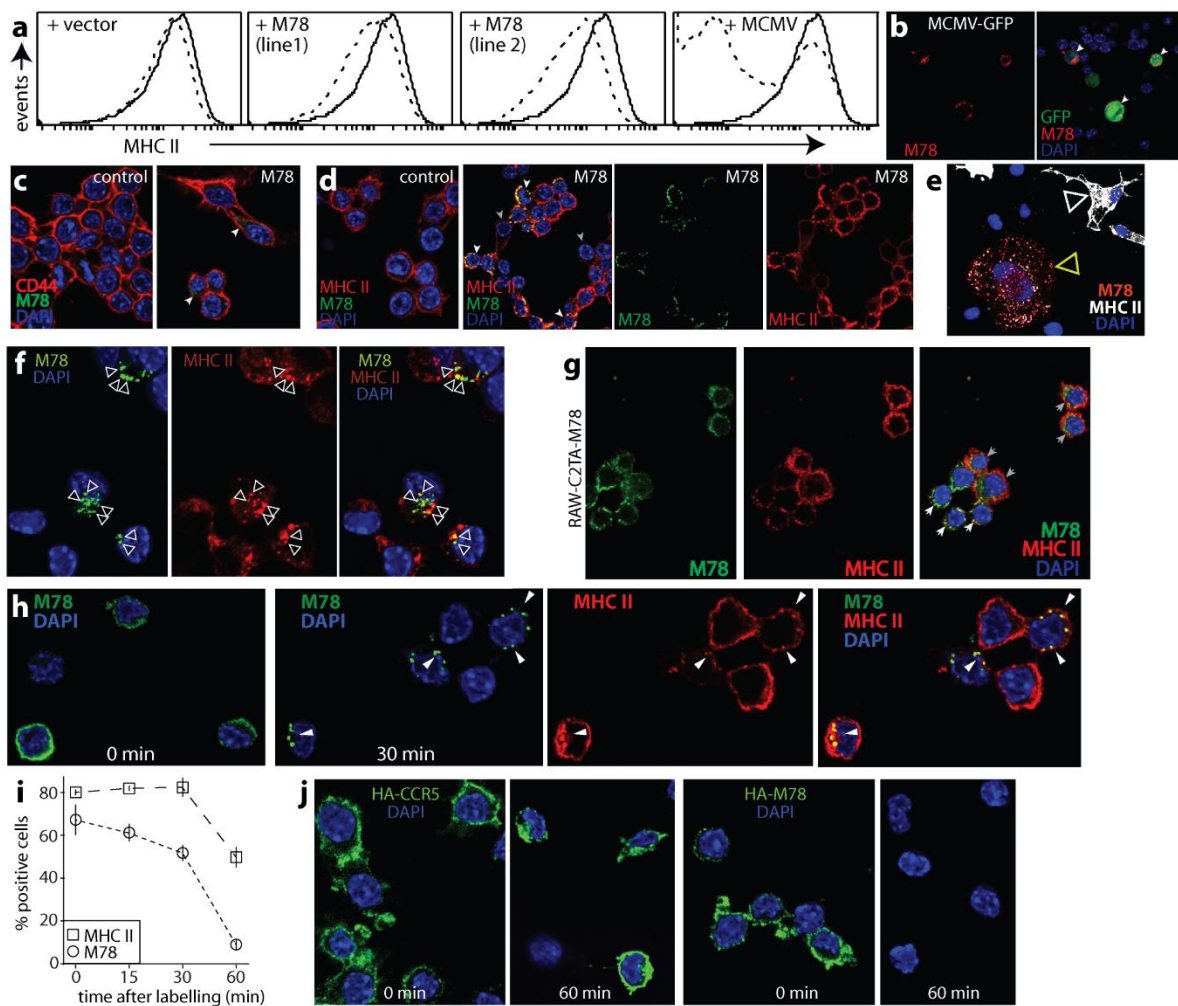 a
+ vector
+ M78
(line1)
+ M78
(line 2)
+ MCMV
events
MHC II
b
MCMV-GFP
M78
GFP
M78
DAPI
c
control
CD44
M78
DAPI
M78
d
control
MHC II
M78
DAPI
M78
MHC II
M78
DAPI
M78
M78
M78
MHC II
e
M78
MHC II
DAPI
f
M78
DAPI
MHC II
M78
MHC II
DAPI
g
RAW-C2TA-M78
M78
MHC II
M78
MHC II
DAPI
h
M78
DAPI
0 min
M78
DAPI
30 min
MHC II
M78
MHC II
DAPI
i
% positive cells
80
60
40
20
0
MHC II
M78
0
15
30
60
time after labelling (min)
j
HA-CCR5
DAPI
0 min
60 min
HA-M78
DAPI
0 min
60 min